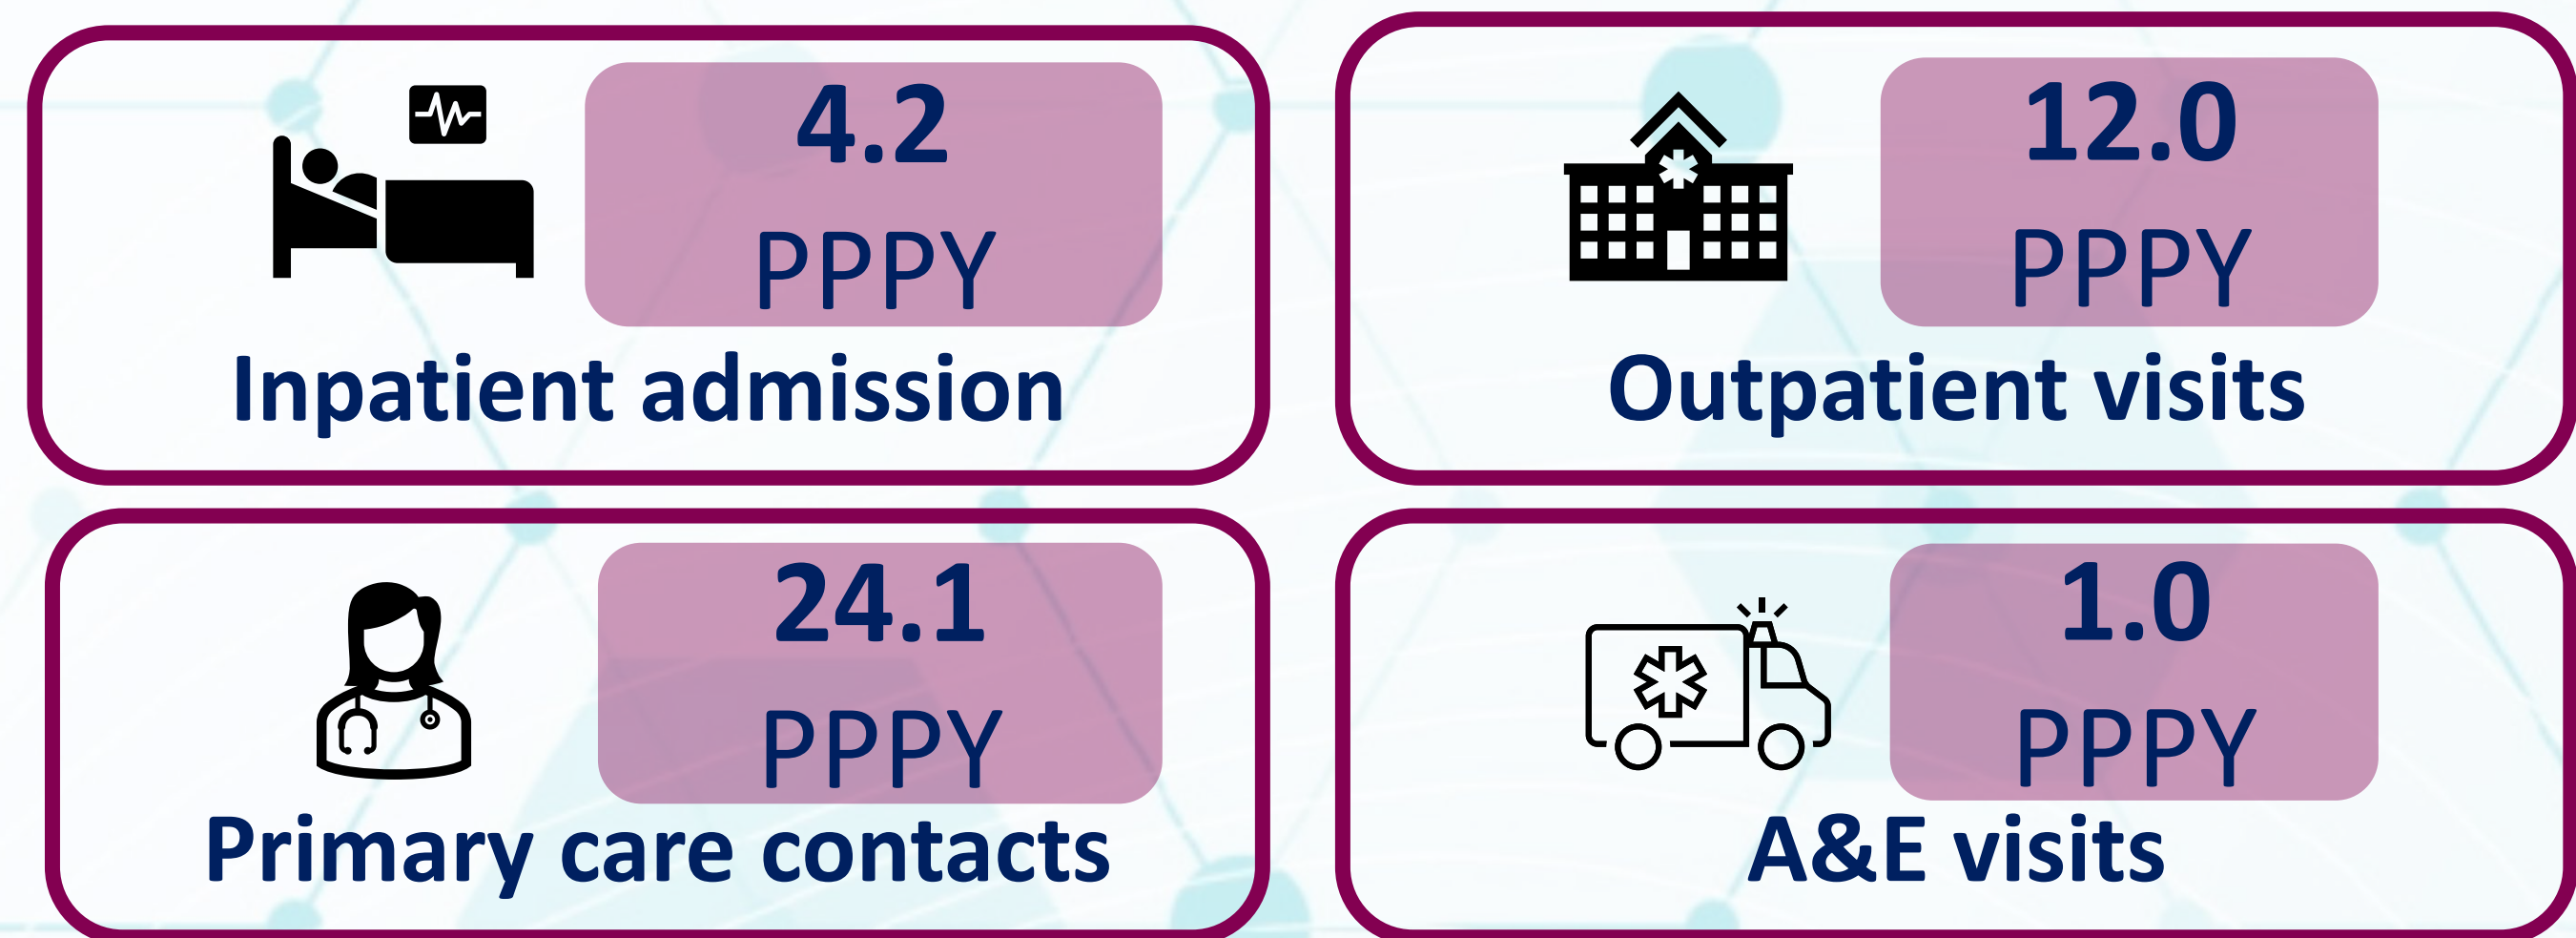 4.2
PPPY
Inpatient admission
12.0
PPPY
Outpatient visits
24.1
PPPY
Primary care contacts
1.0
PPPY
A&E visits